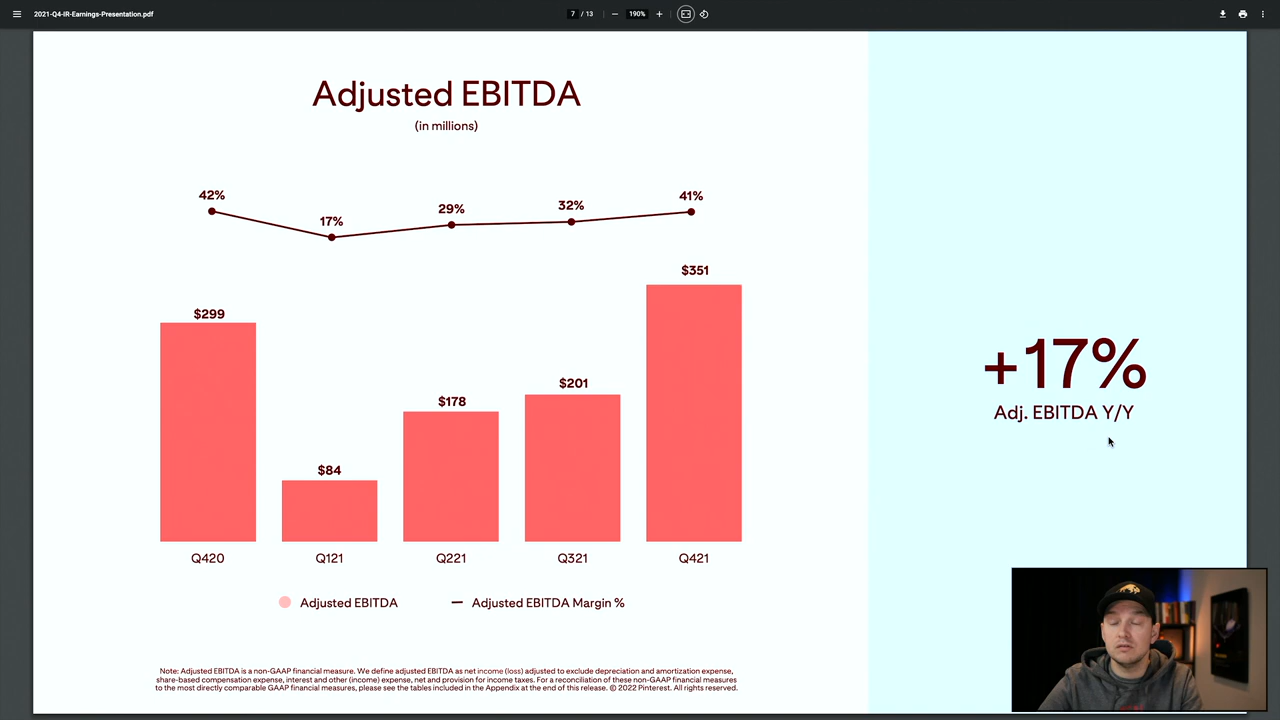 2021-Q4-IR-Earnings-Presentation.pdf
7 / 13
190%
Adjusted EBITDA
(in millions)
42%
17%
29%
32%
41%
$299
$84
$178
$201
$351
Q420
Q121
Q221
Q321
Q421
Adjusted EBITDA
Adjusted EBITDA Margin %
+17%
Adj. EBITDA Y/Y
Note: Adjusted EBITDA is a non-GAAP financial measure. We define adjusted EBITDA as net income (loss) adjusted to exclude depreciation and amortization expense,
share-based compensation expense, interest and other (income) expense, net and provision for income taxes. For a reconciliation of these non-GAAP financial measures
to the most directly comparable GAAP financial measures, please see the tables included in the Appendix at the end of this release. © 2022 Pinterest. All rights reserved.